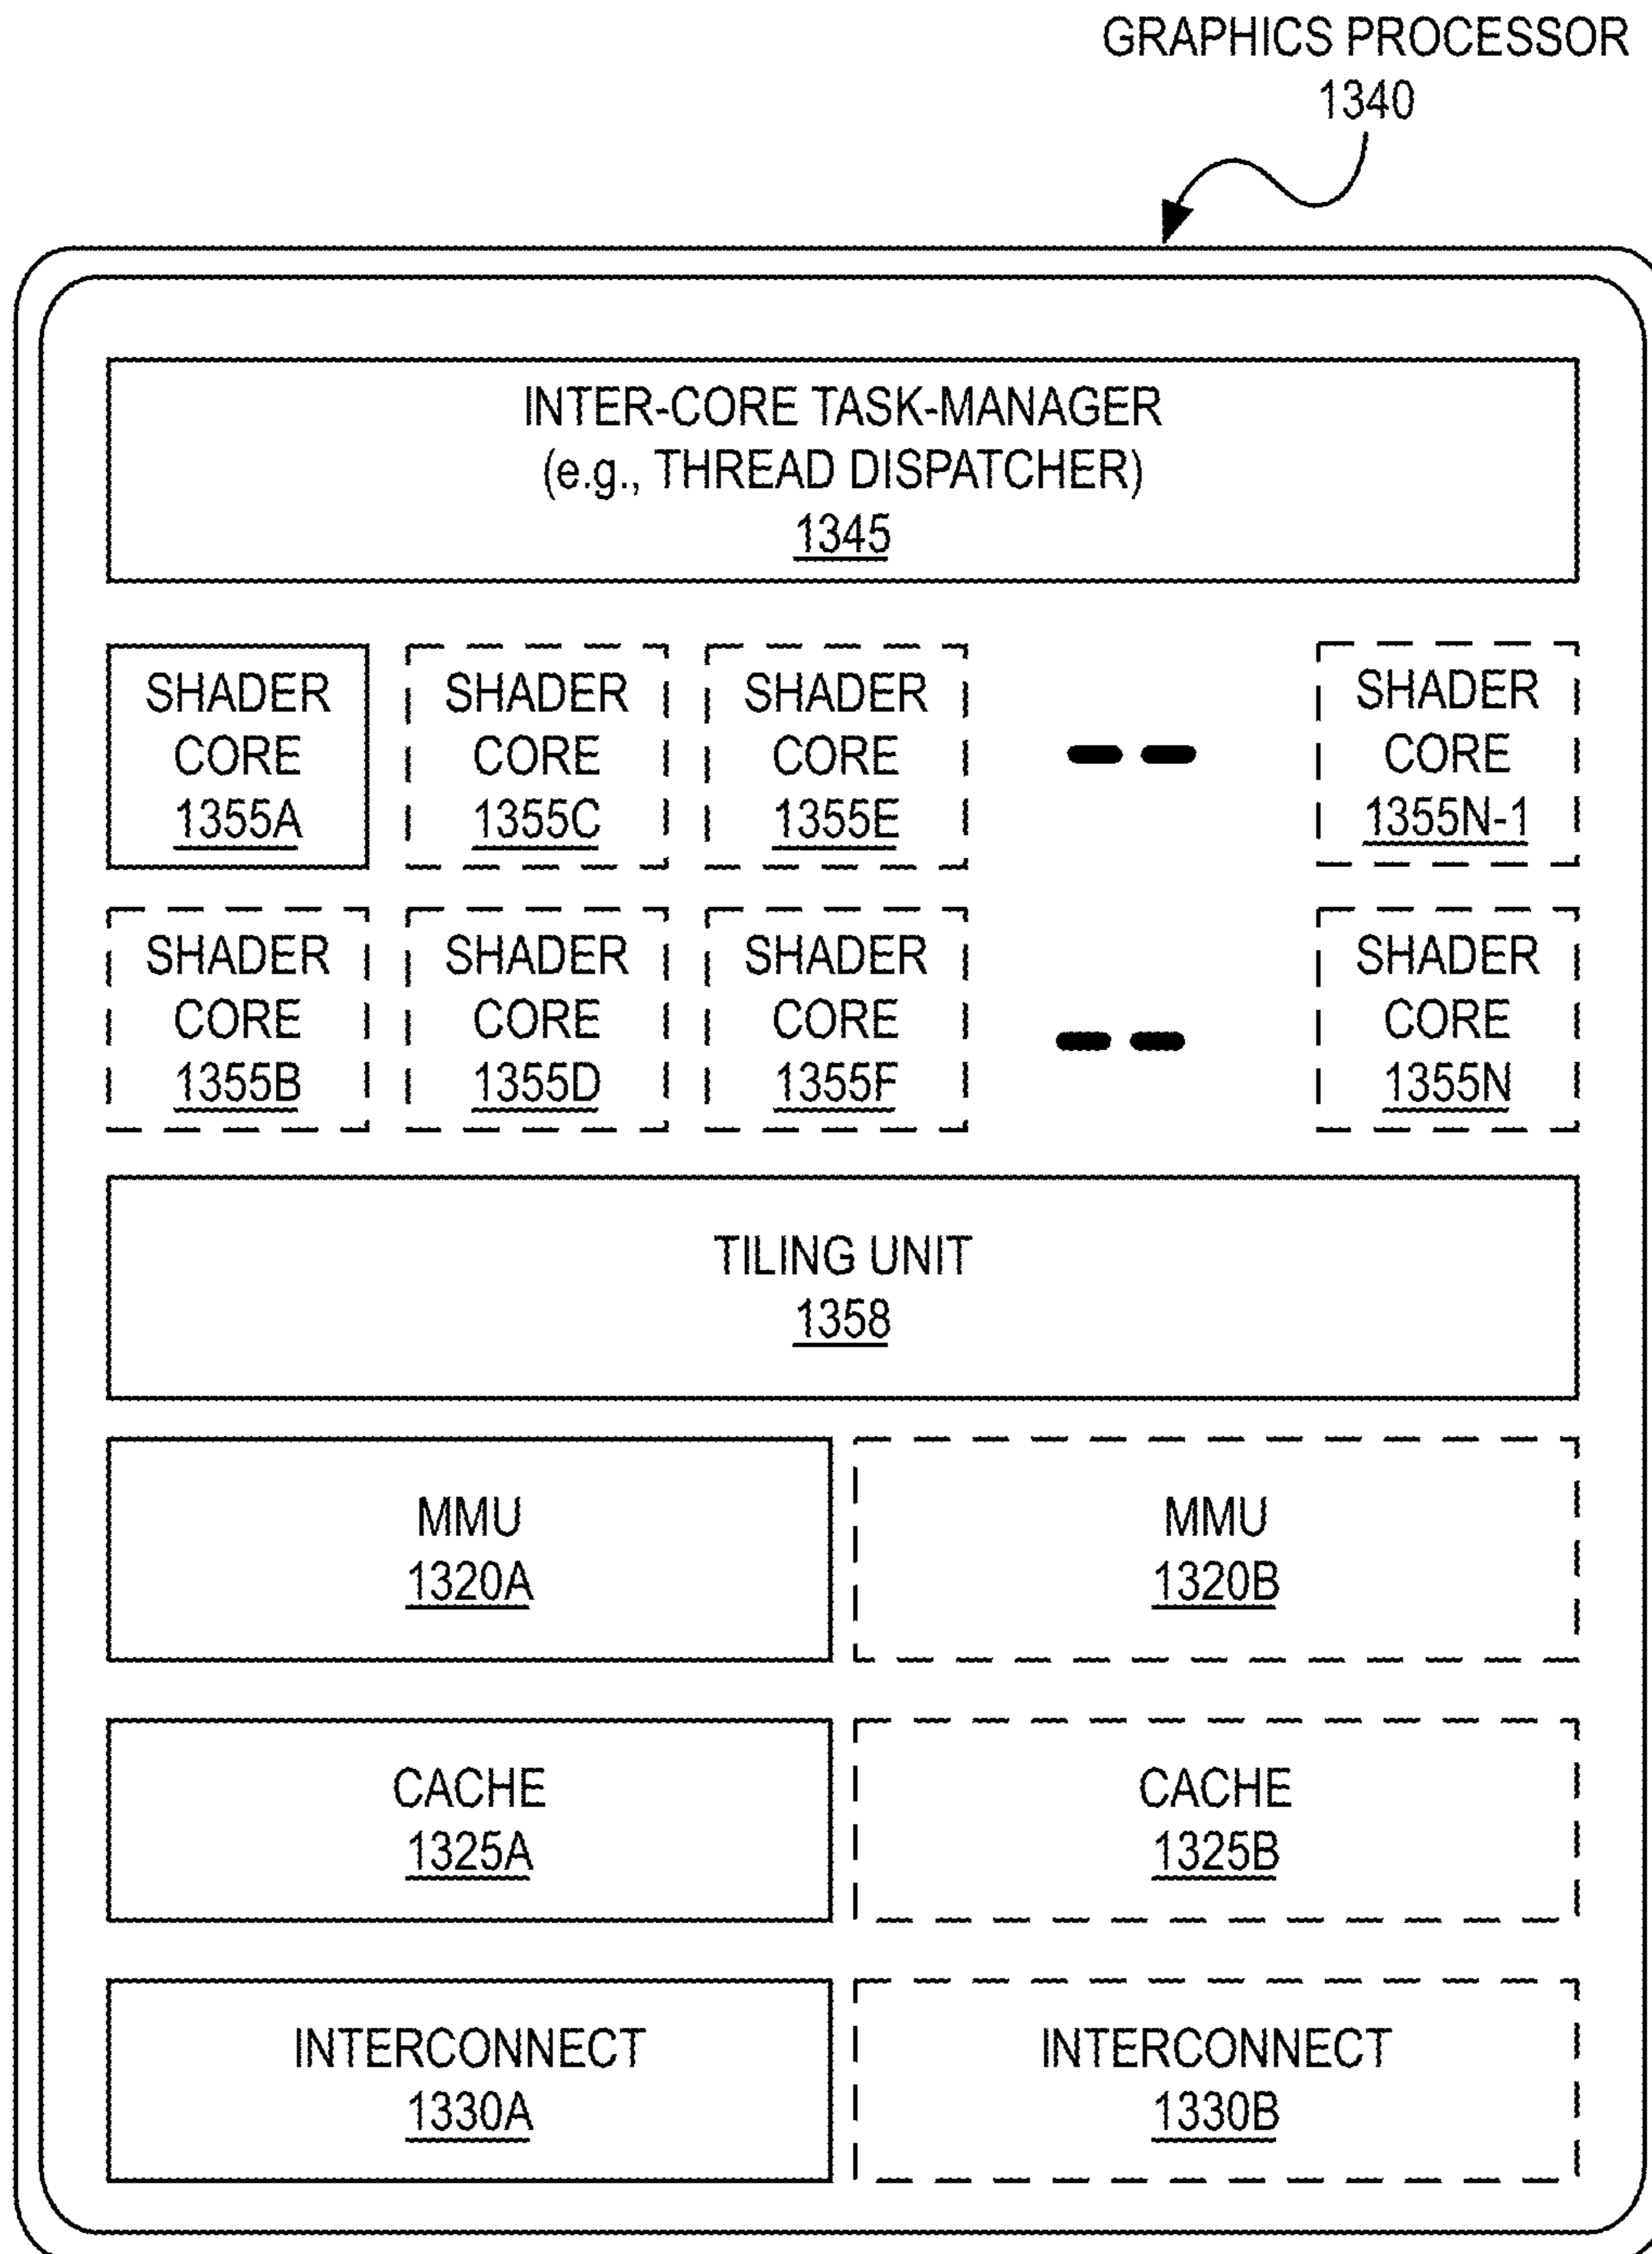 GRAPHICS PROCESSOR
1340
INTER-CORE TASK-MANAGER
(e.g., THREAD DISPATCHER)
1345
SHADER
CORE
1355A
SHADER
CORE
1355C
SHADER
CORE
1355E
SHADER
CORE
1355N-1
SHADER
CORE
1355B
SHADER
CORE
1355D
SHADER
CORE
1355F
SHADER
CORE
1355N
TILING UNIT
1358
MMU
1320A
MMU
1320B
CACHE
1325A
CACHE
1325B
INTERCONNECT
1330A
INTERCONNECT
1330B